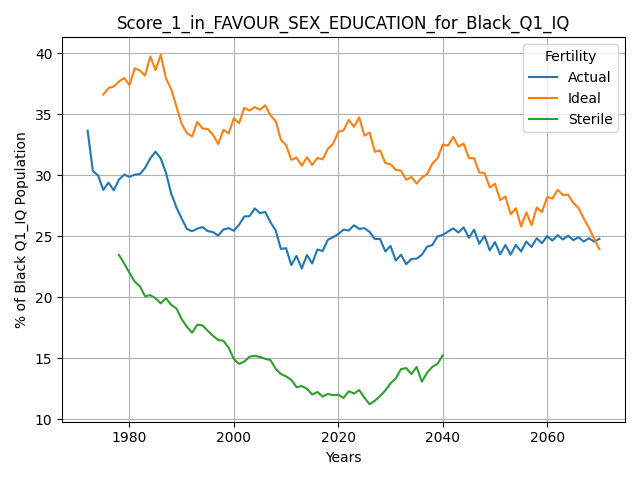 Score_1_in_FAVOUR_SEX_EDUCATION_for_Black_Q1_IQ
Fertility
Actual
Ideal
Sterile
% of Black Q1_IQ Population
40
35
30
25
20
15
10
1980
2000
2020
2040
2060
Years